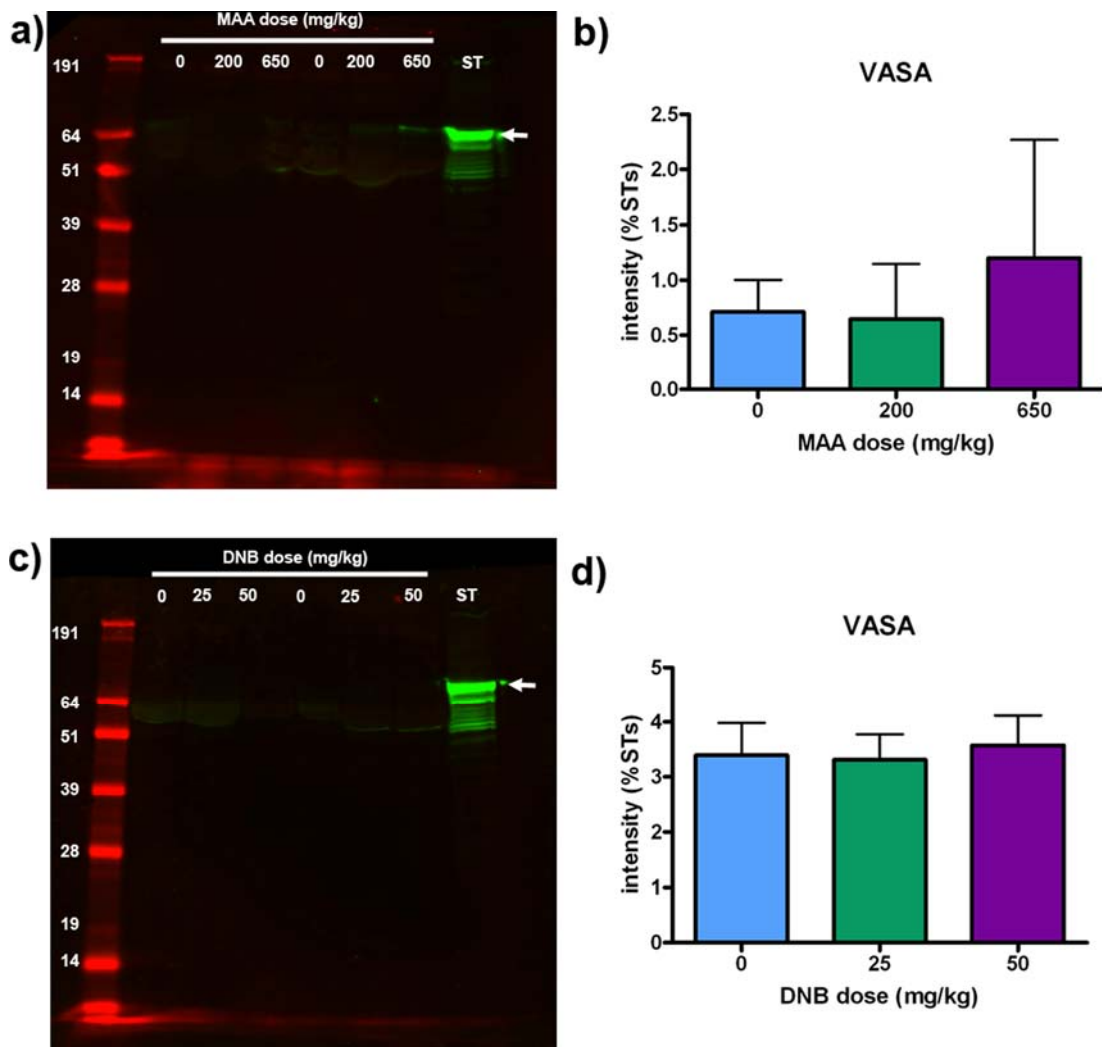 a)
MAA dose (mg/kg)
0 200 650 0 200 650 ST
191
64
51
39
28
19
14
b)
VASA
intensity (%STs)
2.5
2.0
1.5
1.0
0.5
0.0
0 200 650
MAA dose (mg/kg)
c)
DNB dose (mg/kg)
0 25 50 0 25 50 ST
191
64
51
39
28
19
14
d)
VASA
intensity (%STs)
5
4
3
2
1
0
0 25 50
DNB dose (mg/kg)